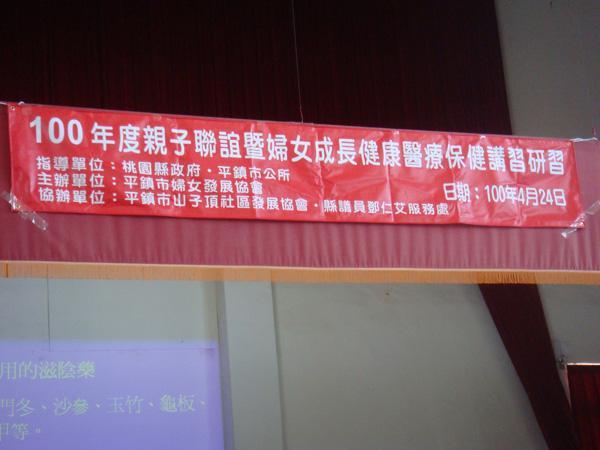 100年度親子聯誼暨婦女成長健康醫療保健講習研習
指導單位：桃園縣政府．平鎮市公所
主辦單位：平鎮市婦女發展協會
協辦單位：平鎮市山子頂社區發展協會．縣議員鄭仁艾服務處
日期：100年4月24日
用的滋陰藥
門冬、沙參、玉竹、龜板、
甲等。